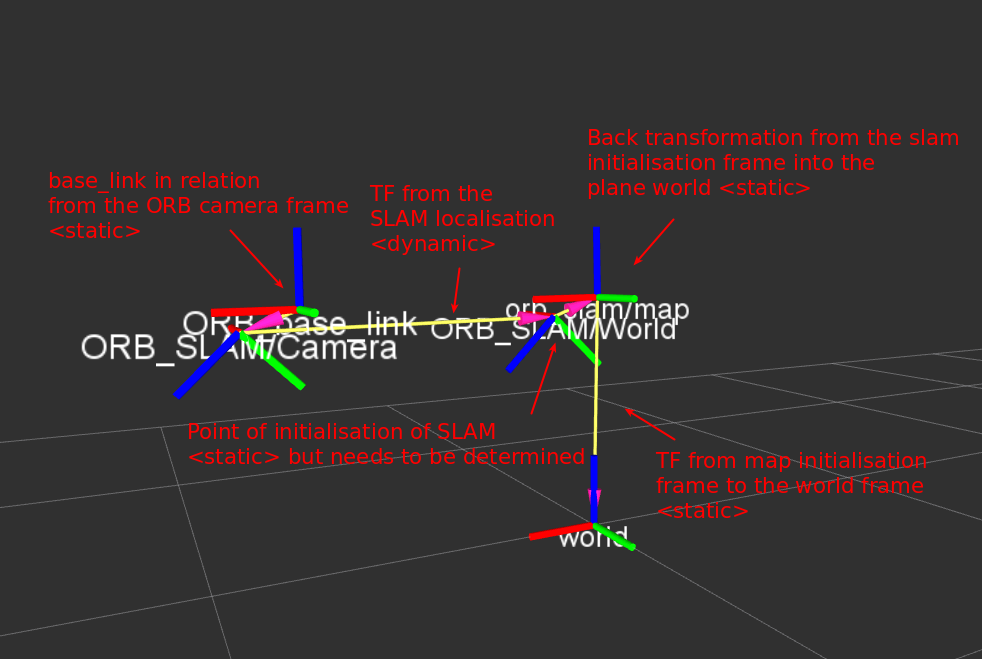 Back transformation from the slam
initialisation frame into the
plane world <static>
base_link in relation
from the ORB camera frame
<static>
TF from the
SLAM localisation
<dynamic>
orb_slam/map
ORB_base_link
ORB_SLAM/World
ORB_SLAM/Camera
Point of initialisation of SLAM
<static> but needs to be determined
TF from map initialisation
frame to the world frame
<static>
world